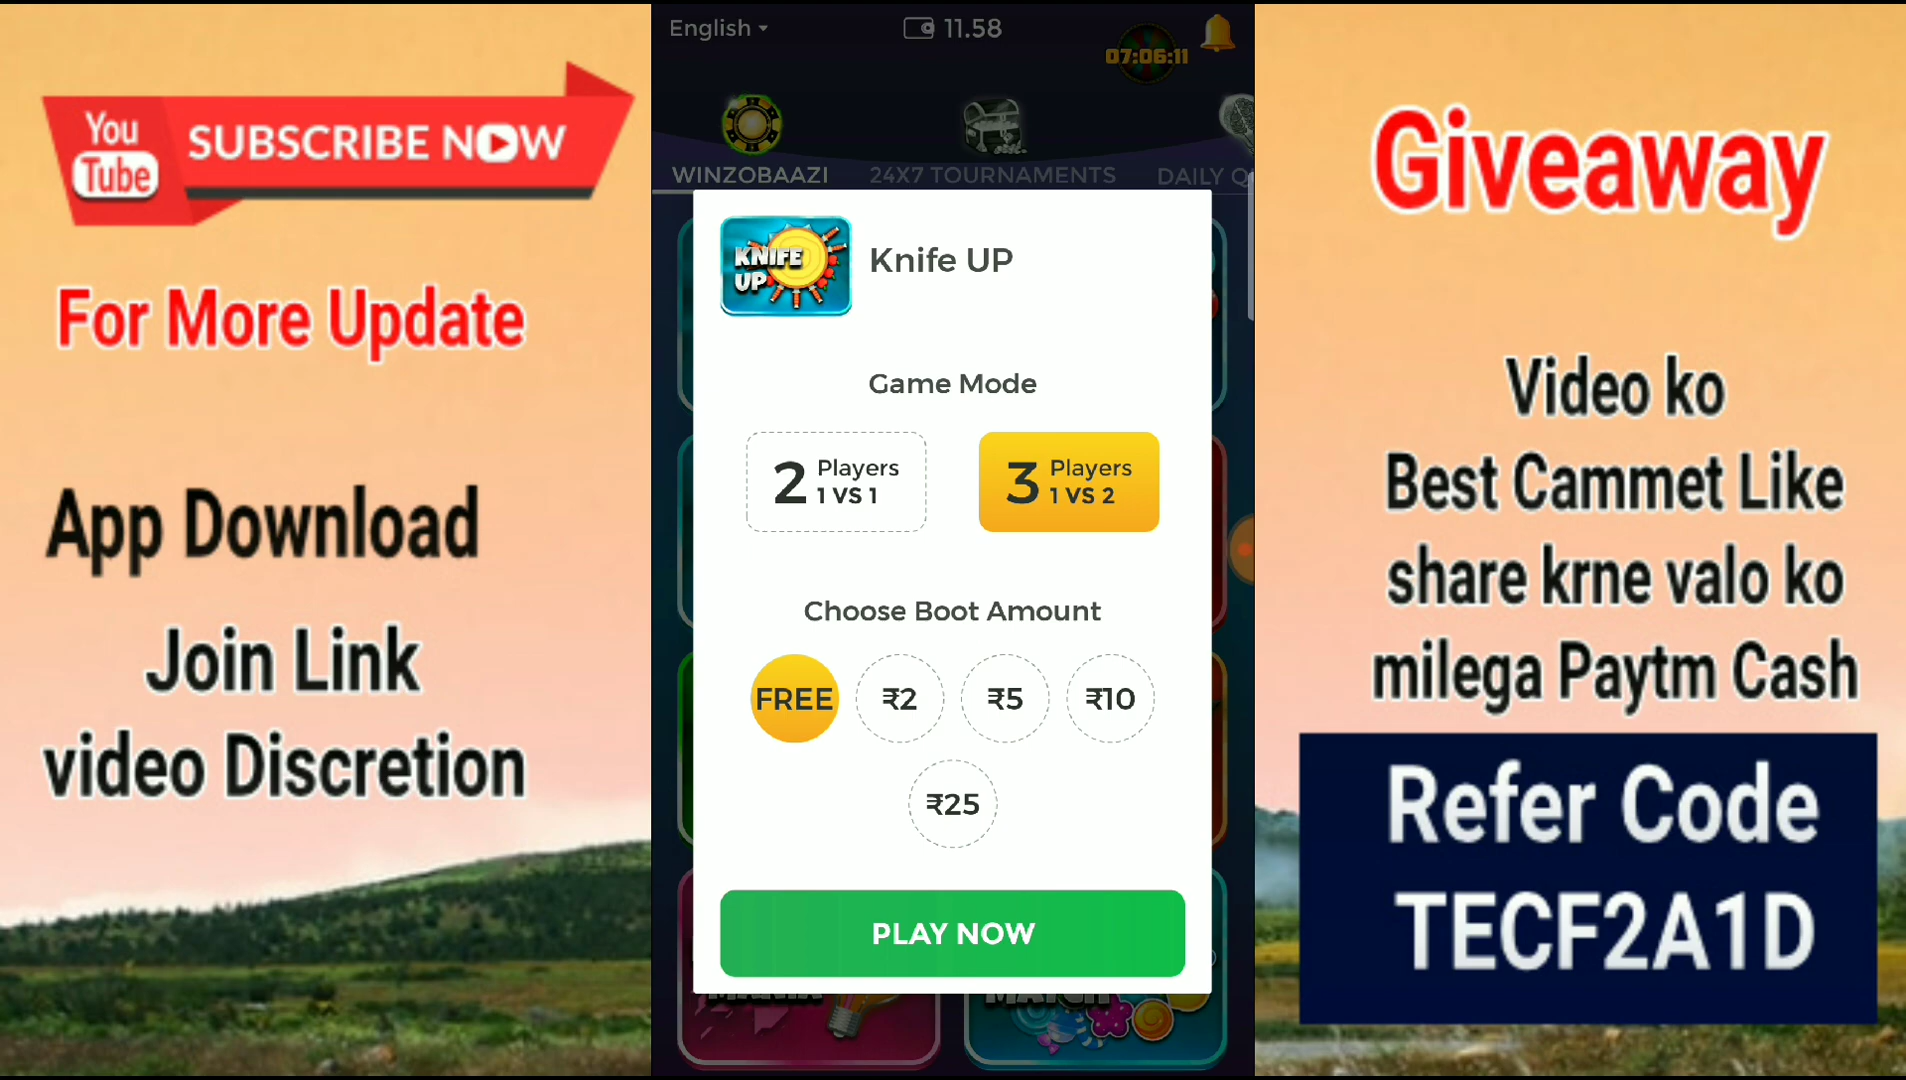 You
Tube
SUBSCRIBE NOW
For More Update
App Download
Join Link
video Discretion
English
11.58
07:06:11
WINZOBAAZI
24X7 TOURNAMENTS
DAILY Q
KNIFE
UP
Knife UP
Game Mode
2 Players
1 VS 1
3 Players
1 VS 2
Choose Boot Amount
FREE
₹2
₹5
₹10
₹25
PLAY NOW
MANIA
MATCH
Giveaway
Video ko
Best Cammet Like
share krne valo ko
milega Paytm Cash
Refer Code
TECF2A1D